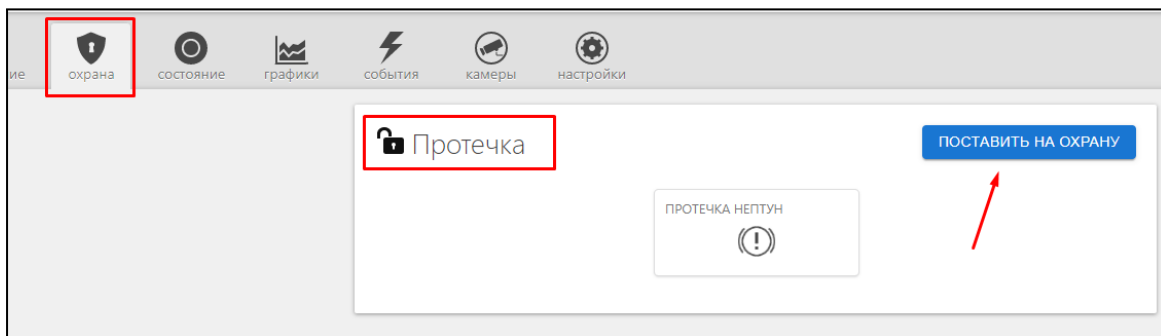 ие охрана состояние графики события камеры настройки
Протечка
ПОСТАВИТЬ НА ОХРАНУ
ПРОТЕЧКА НЕПТУН